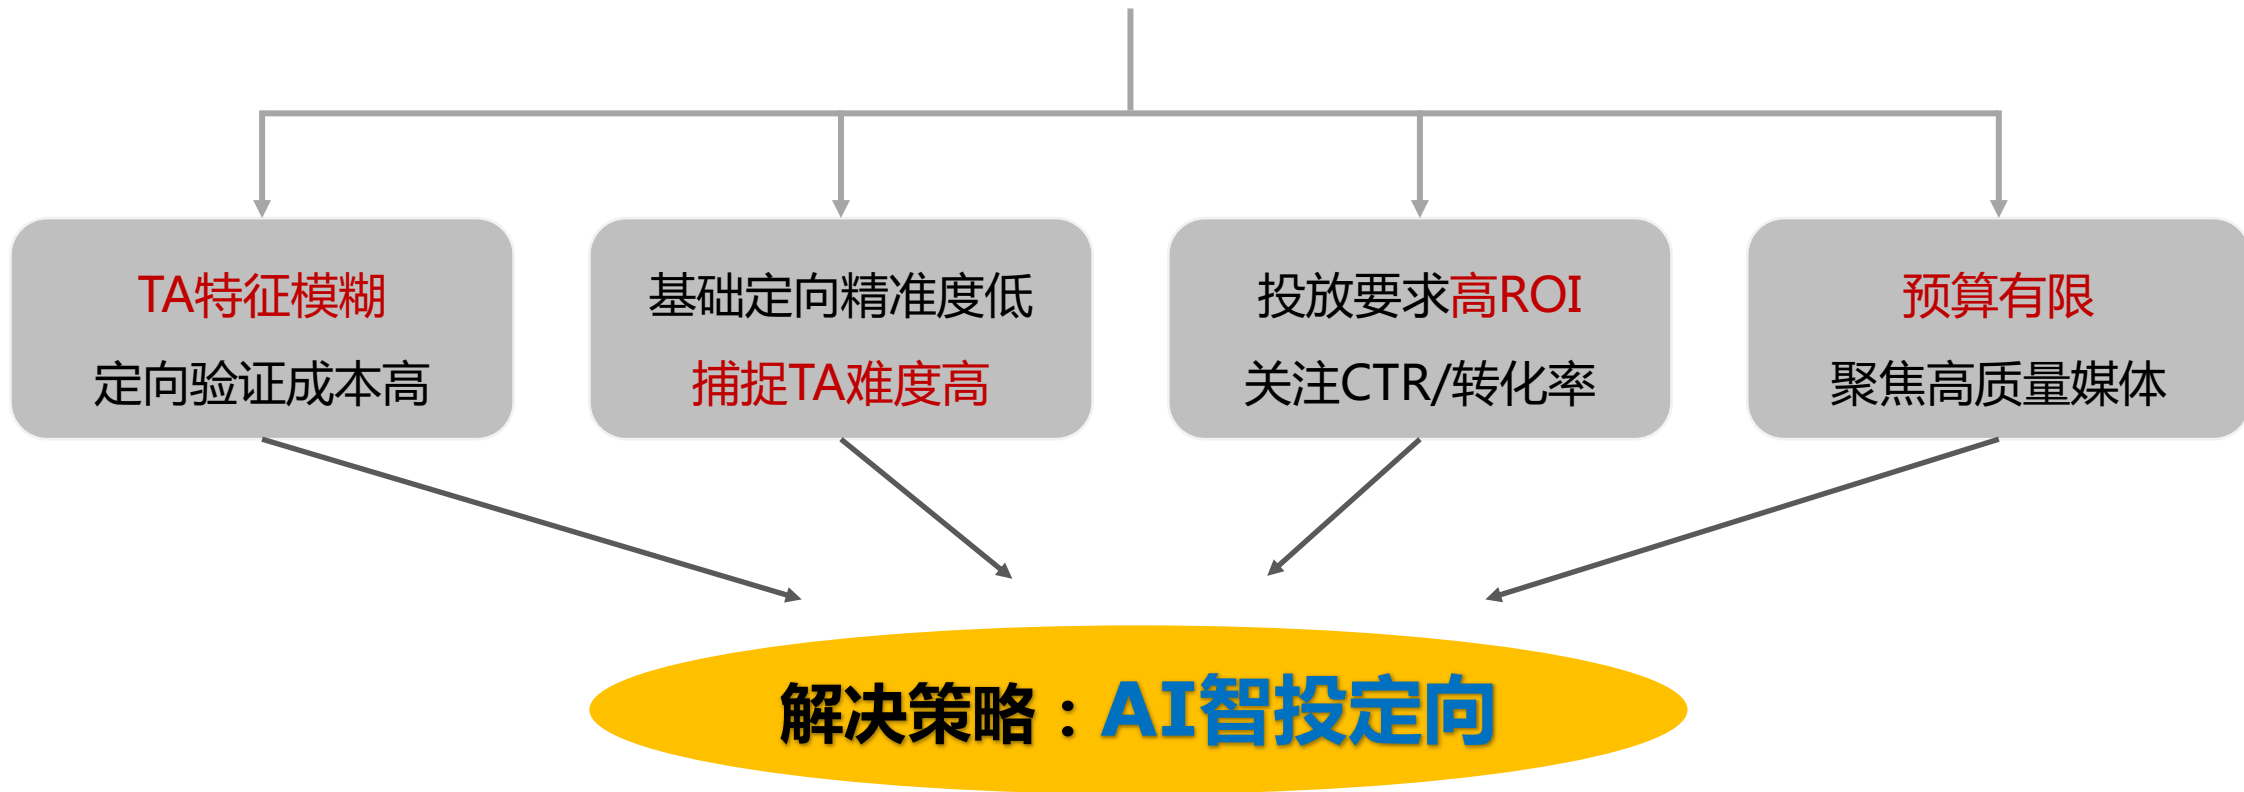 TA特征模糊
定向验证成本高
基础定向精准度低
捕捉TA难度高
投放要求高ROI
关注CTR/转化率
预算有限
聚焦高质量媒体
解决策略：AI智投定向